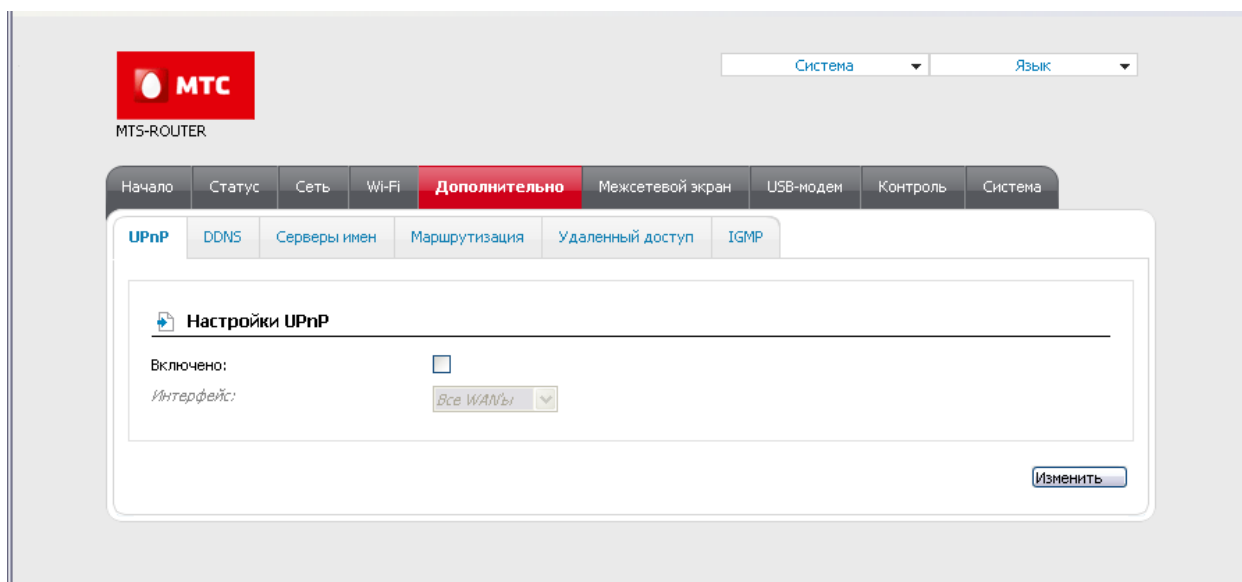 МТС
Система
Язык
MTS-ROUTER
Начало Статус Сеть Wi-Fi Дополнительно Межсетевой экран USB-модем Контроль Система
UPnP DDNS Серверы имен Маршрутизация Удаленный доступ IGMP
Настройки UPnP
Включено:
Интерфейс: Все WAN'ы
Изменить